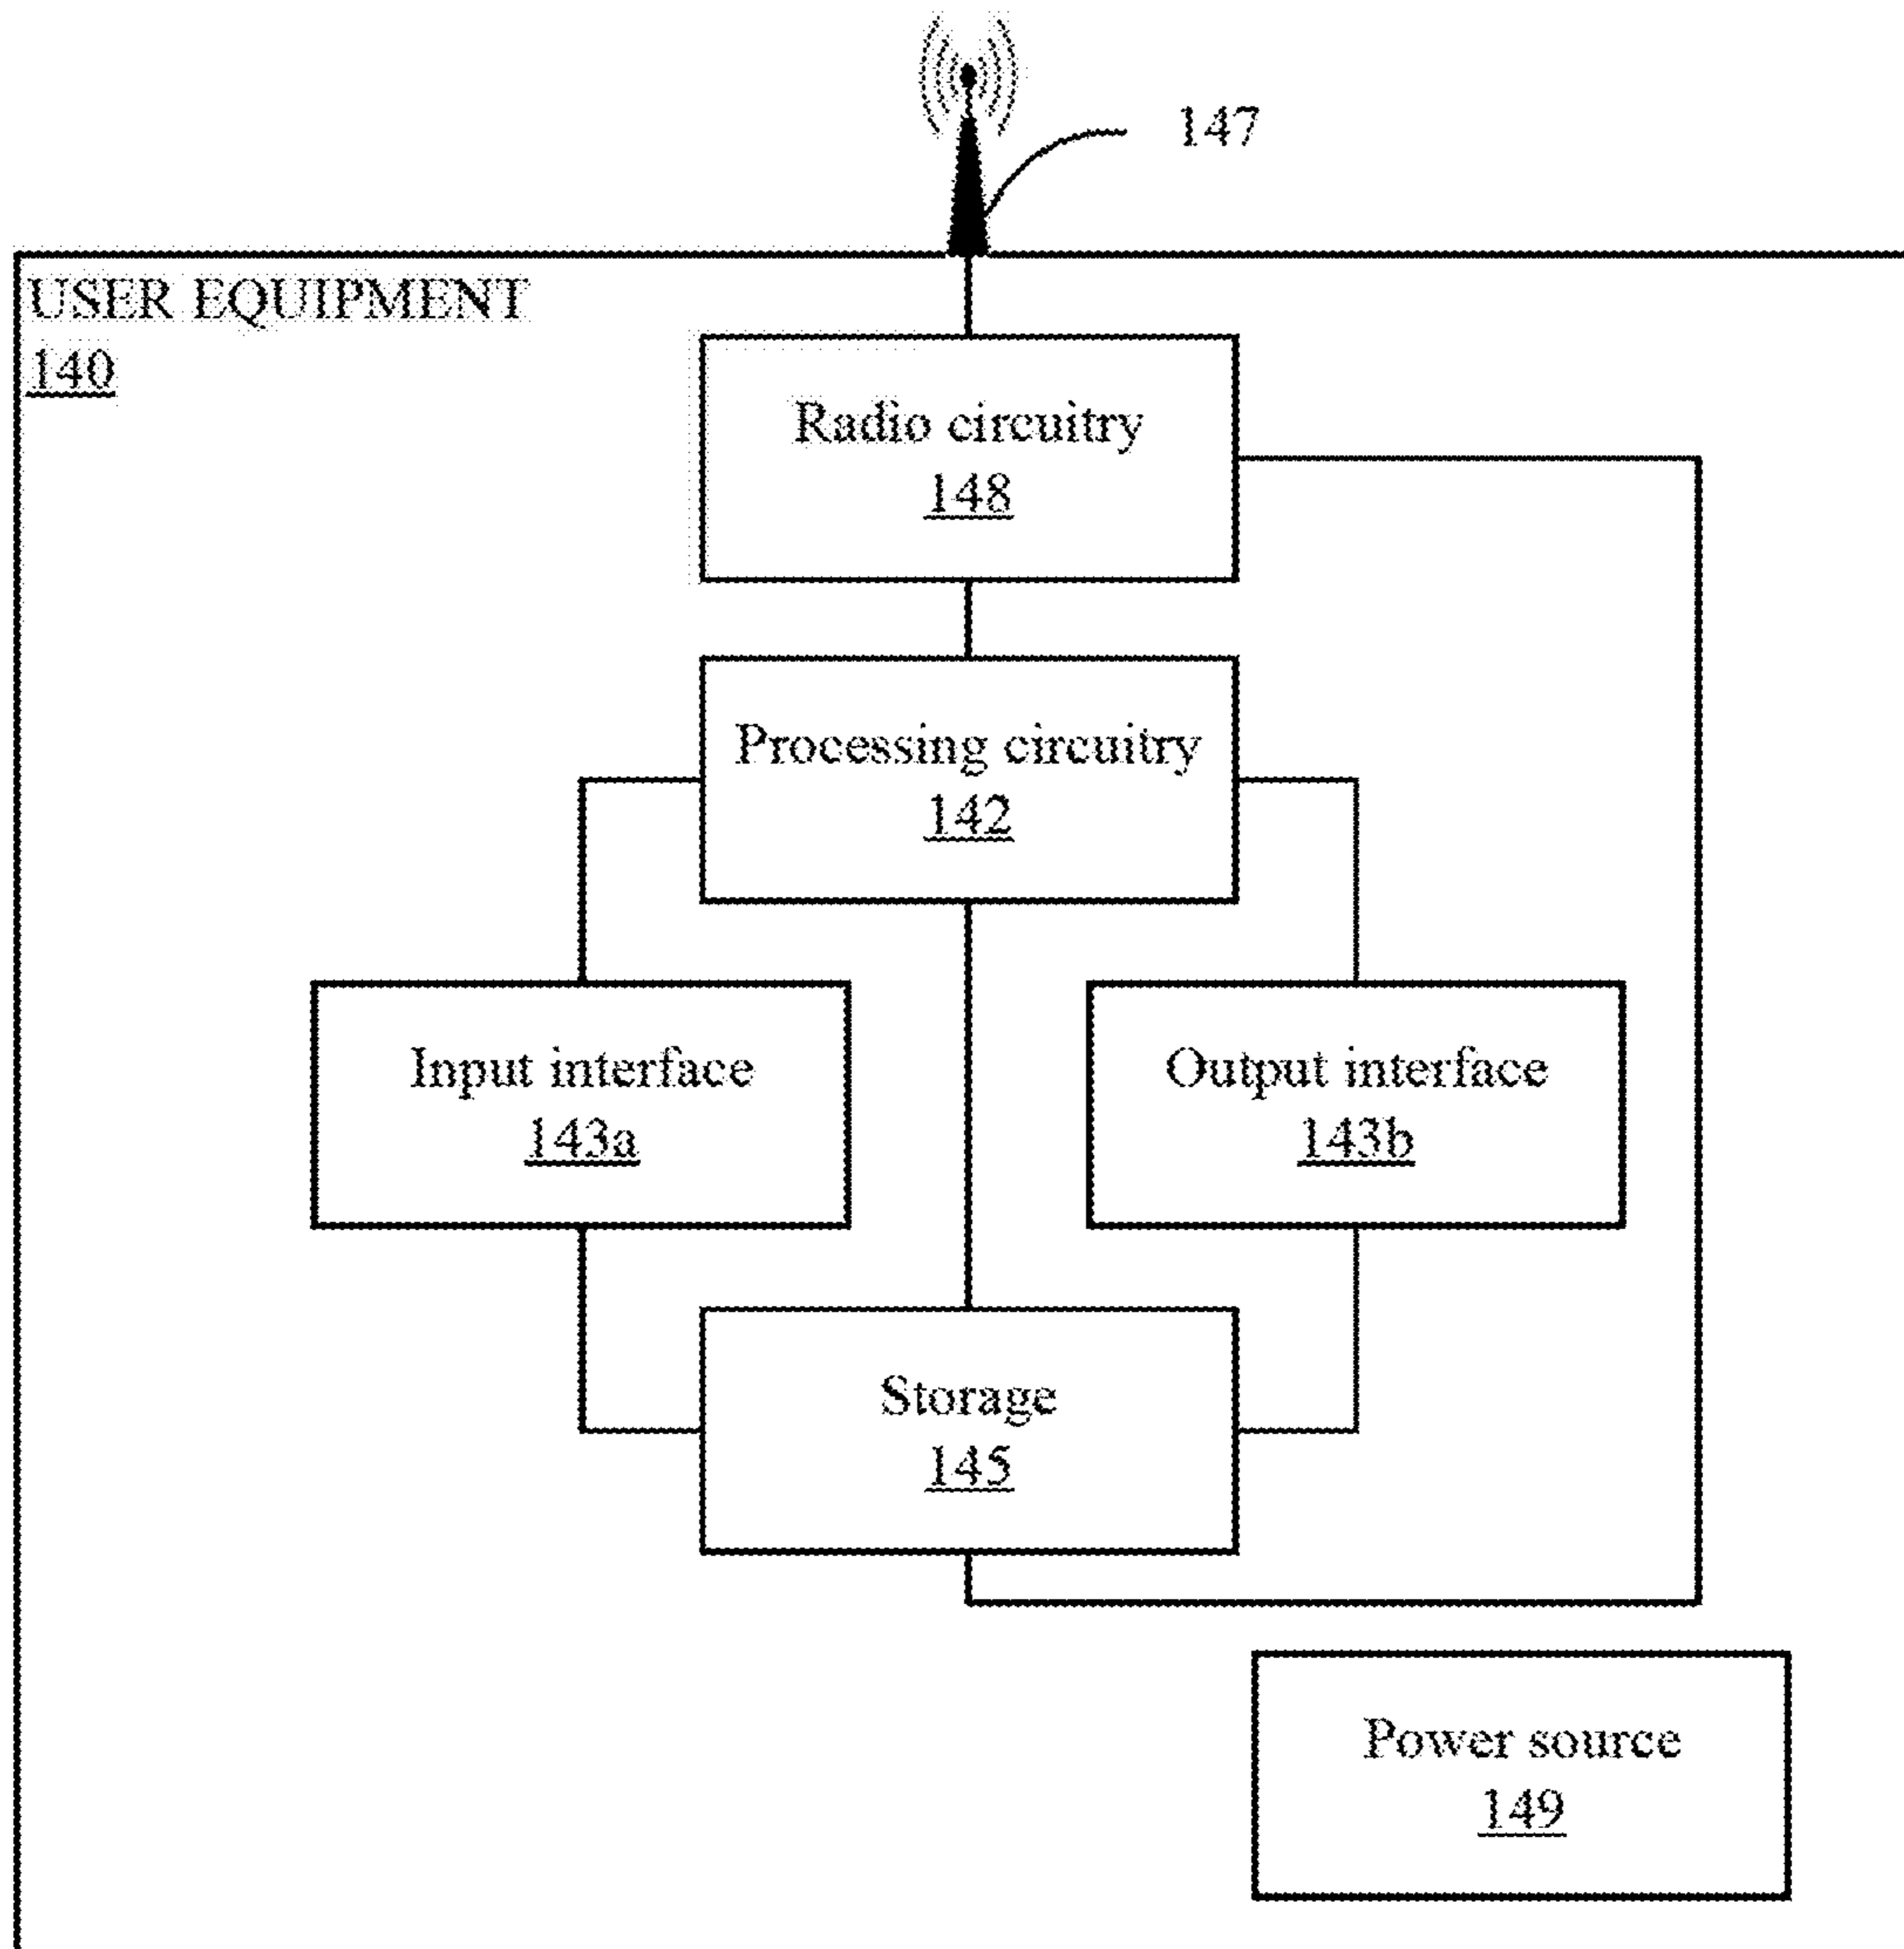 147
USER EQUIPMENT
140
Radio circuitry
148
Processing circuitry
142
Input interface
143a
Output interface
143b
Storage
145
Power source
149